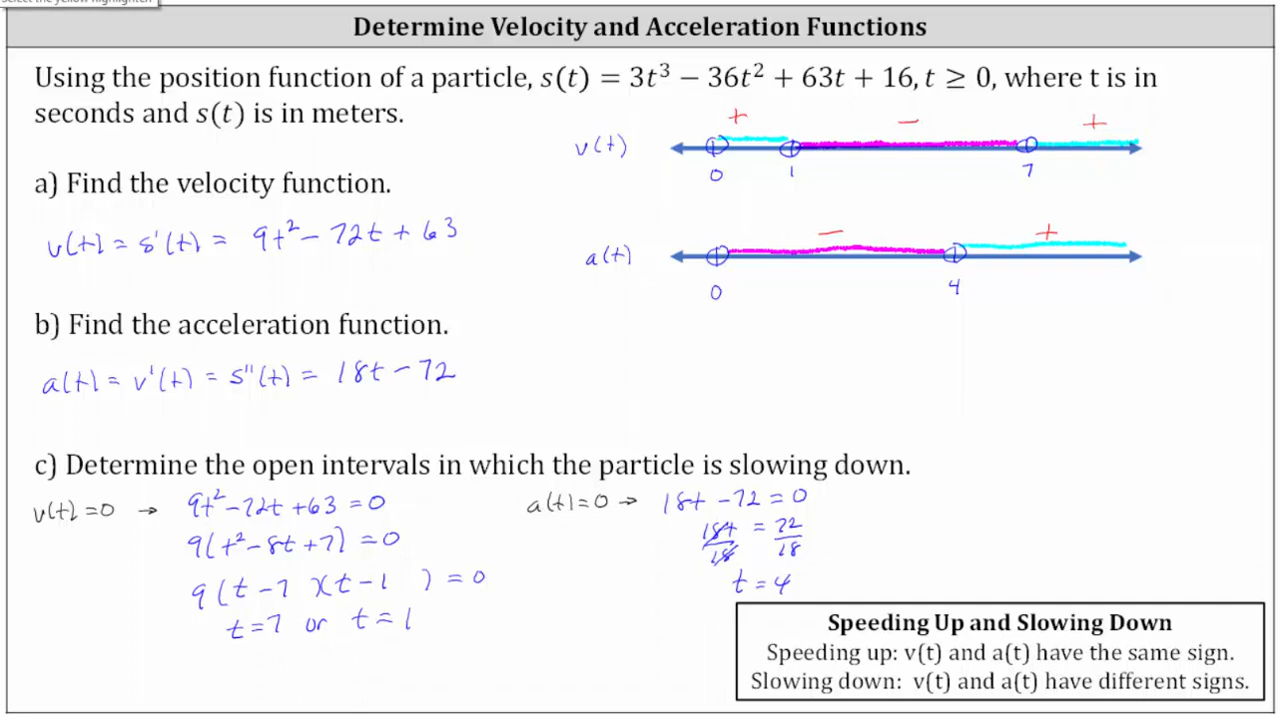 Select the yellow highlighter
Determine Velocity and Acceleration Functions
Using the position function of a particle, s(t) = 3t³ − 36t² + 63t + 16, t ≥ 0, where t is in
seconds and s(t) is in meters.
+ − +
v(t)
0 1 7
a) Find the velocity function.
v(t) = s'(t) = 9t² − 72t + 63
− +
a(t)
0 4
b) Find the acceleration function.
a(t) = v'(t) = s''(t) = 18t − 72
c) Determine the open intervals in which the particle is slowing down.
v(t) = 0 → 9t² − 72t + 63 = 0
9(t² − 8t + 7) = 0
9(t − 7)(t − 1) = 0
t = 7 or t = 1
a(t) = 0 → 18t − 72 = 0
18t/18 = 72/18
t = 4
Speeding Up and Slowing Down
Speeding up: v(t) and a(t) have the same sign.
Slowing down: v(t) and a(t) have different signs.